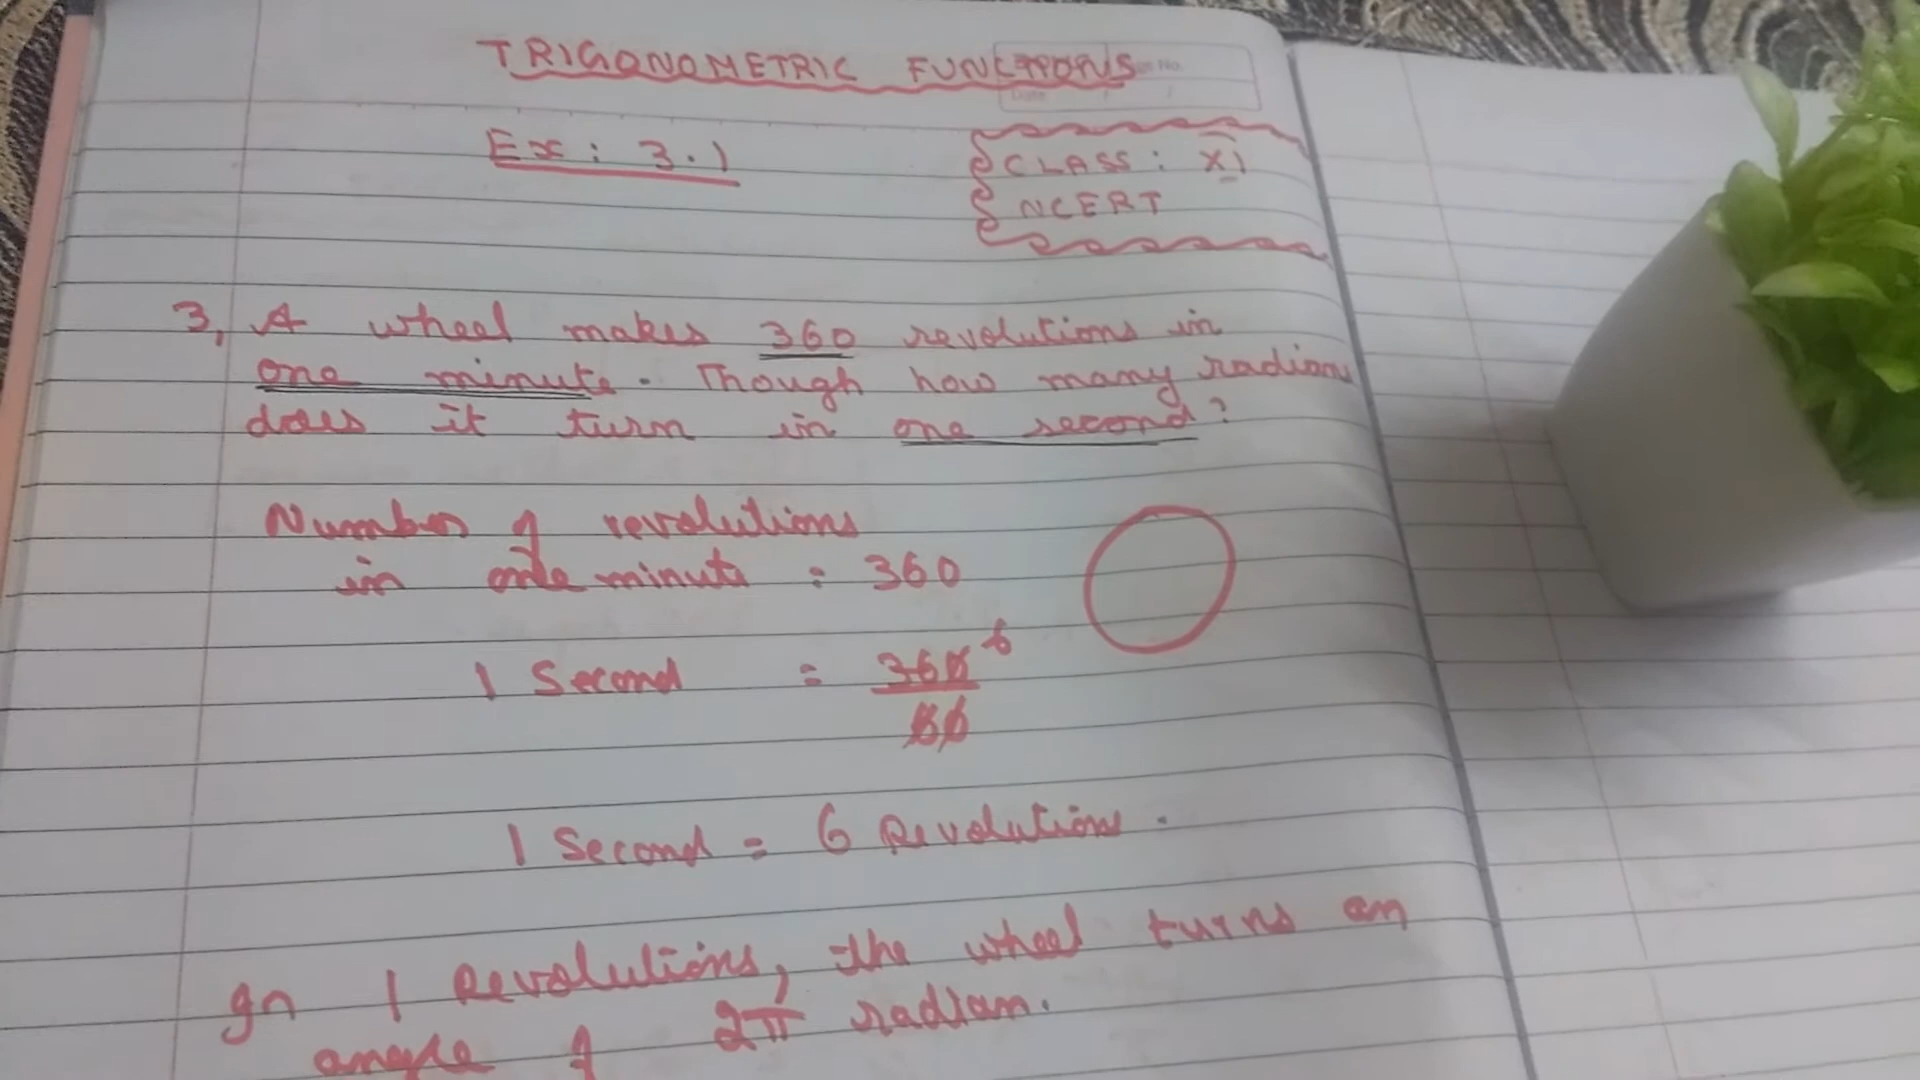 TRIGONOMETRIC FUNCTIONS
Date
Ex: 3.1
CLASS: XI
NCERT
3, A wheel makes 360 revolutions in
one minute. Though how many radians
does it turn in one second?
Number of revolutions
in one minute = 360
1 Second = 360 6
60
1 Second = 6 Revolutions.
In 1 Revolutions, the wheel turns an
angle of 2π radian.